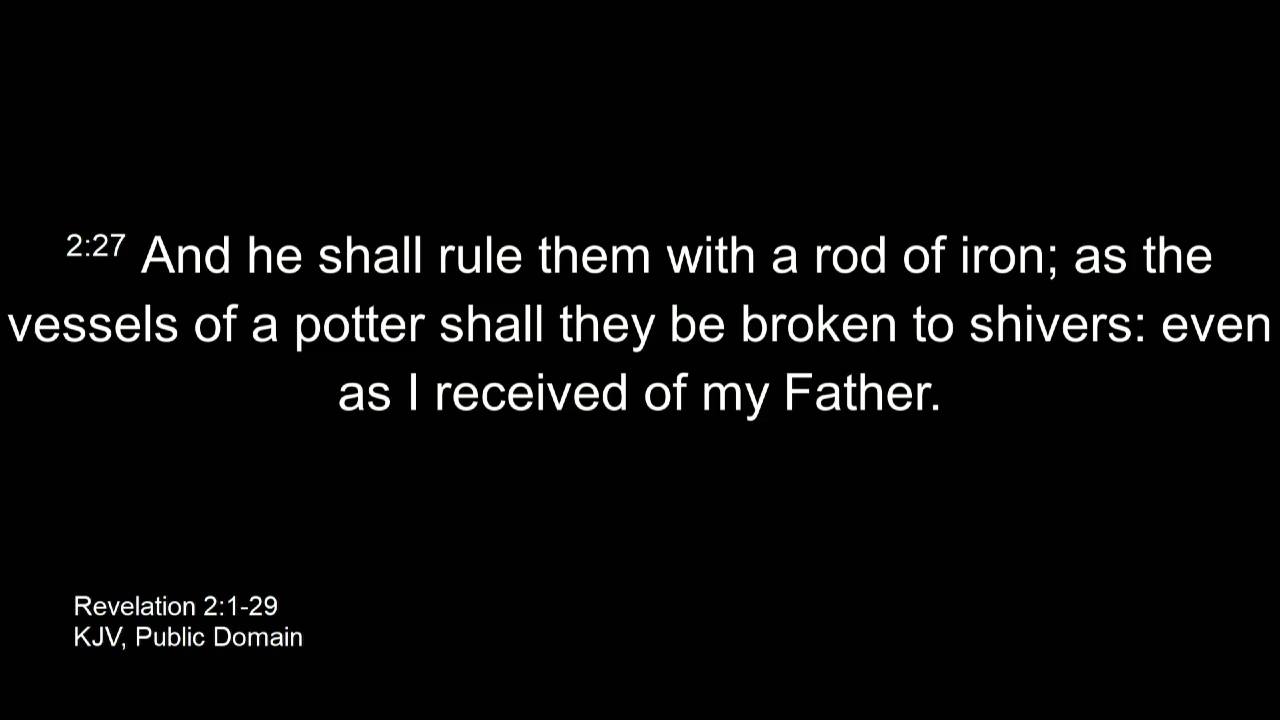 2:27 And he shall rule them with a rod of iron; as the
vessels of a potter shall they be broken to shivers: even
as I received of my Father.
Revelation 2:1-29
KJV, Public Domain